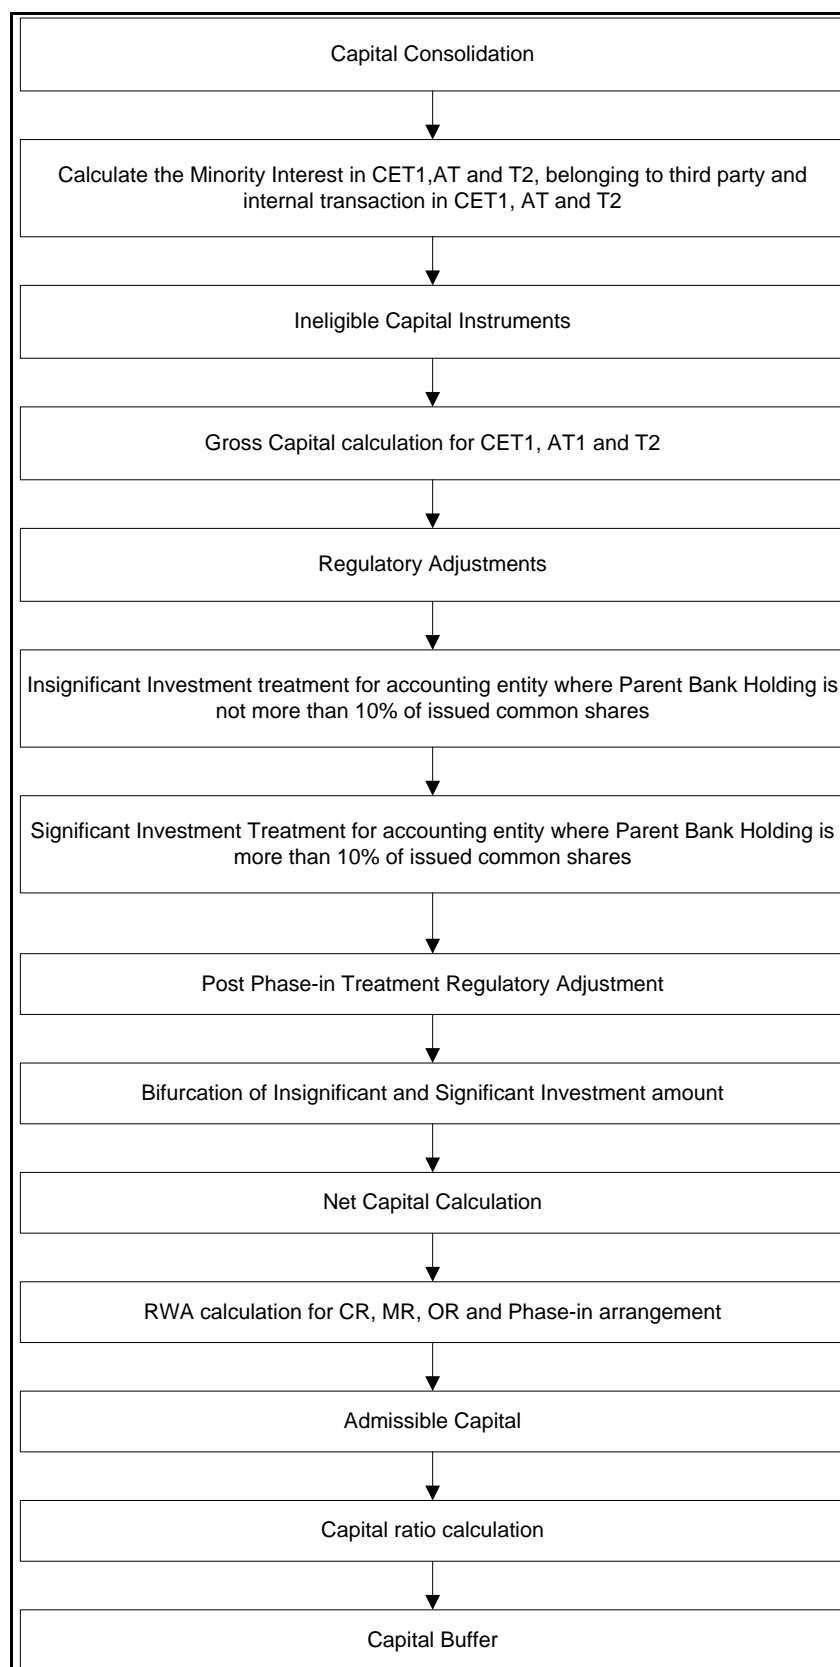 Capital Consolidation
Calculate the Minority Interest in CET1,AT and T2, belonging to third party and
internal transaction in CET1, AT and T2
Ineligible Capital Instruments
Gross Capital calculation for CET1, AT1 and T2
Regulatory Adjustments
Insignificant Investment treatment for accounting entity where Parent Bank Holding is
not more than 10% of issued common shares
Significant Investment Treatment for accounting entity where Parent Bank Holding is
more than 10% of issued common shares
Post Phase-in Treatment Regulatory Adjustment
Bifurcation of Insignificant and Significant Investment amount
Net Capital Calculation
RWA calculation for CR, MR, OR and Phase-in arrangement
Admissible Capital
Capital ratio calculation
Capital Buffer